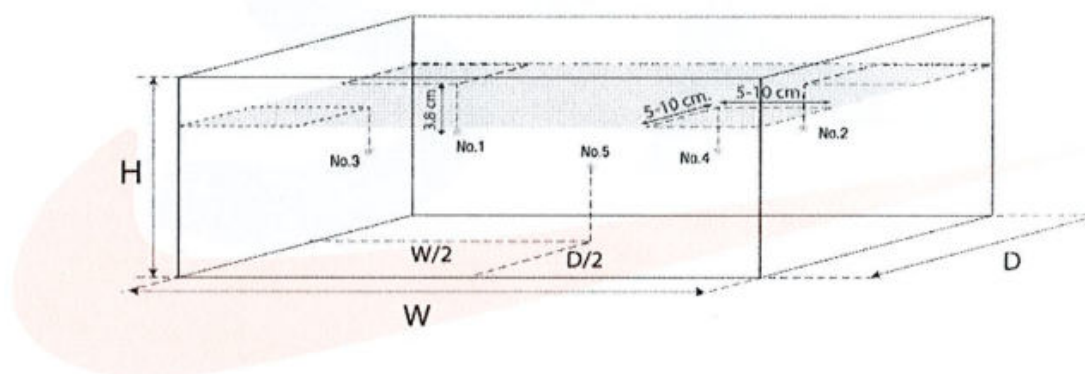 5-10 cm.
5-10 cm.
3.8 cm
No.1
No.2
No.3
No.4
No.5
H
W/2
D/2
D
W